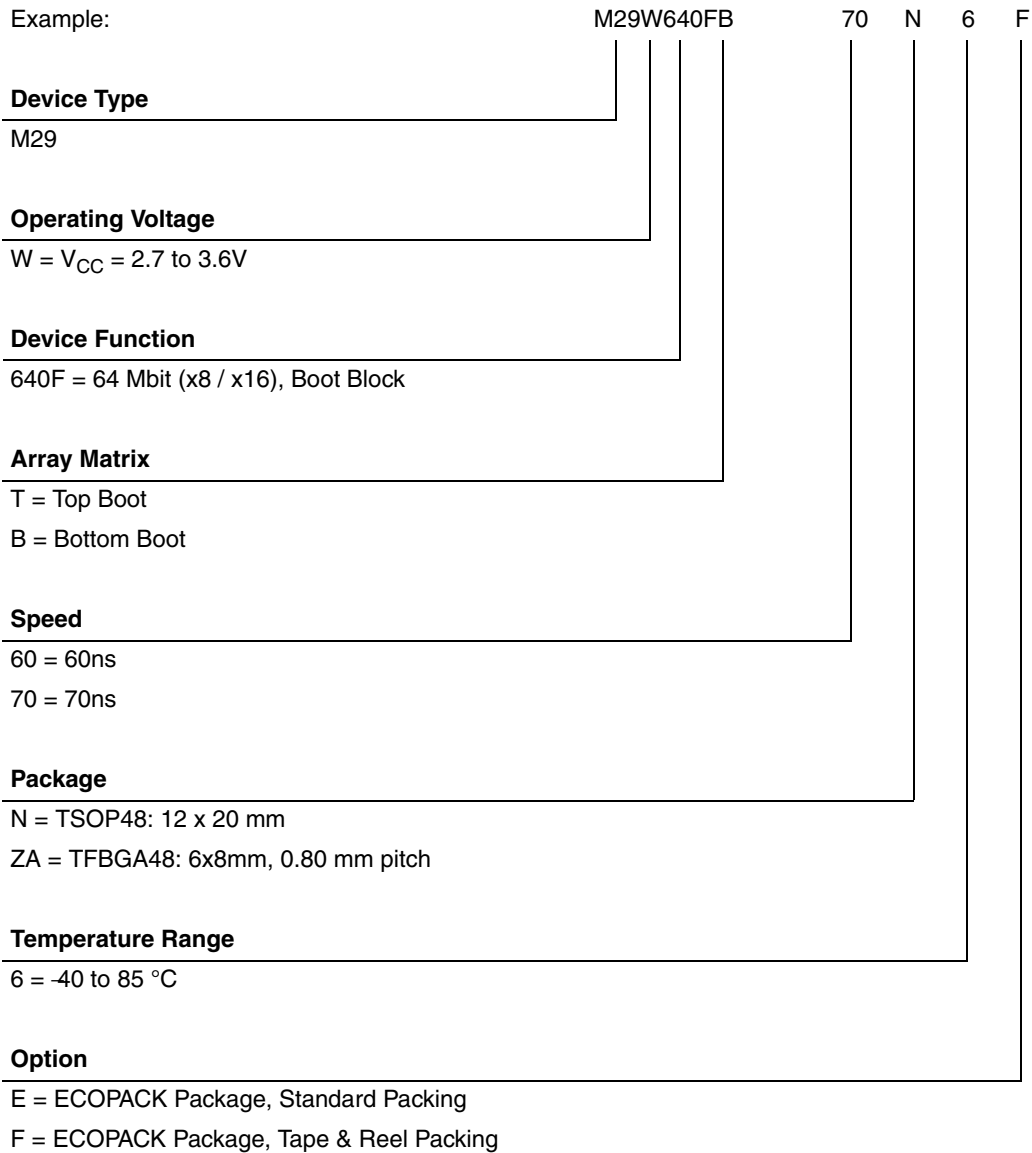 Example: M29W640FB 70 N 6 F
Device Type
M29
Operating Voltage
W = VCC = 2.7 to 3.6V
Device Function
640F = 64 Mbit (x8 / x16), Boot Block
Array Matrix
T = Top Boot
B = Bottom Boot
Speed
60 = 60ns
70 = 70ns
Package
N = TSOP48: 12 x 20 mm
ZA = TFBGA48: 6x8mm, 0.80 mm pitch
Temperature Range
6 = –40 to 85 °C
Option
E = ECOPACK Package, Standard Packing
F = ECOPACK Package, Tape & Reel Packing